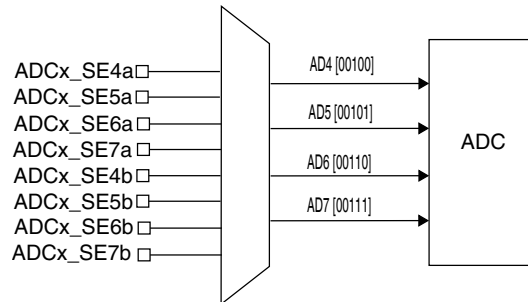 ADCx_SE4a
ADCx_SE5a
ADCx_SE6a
ADCx_SE7a
ADCx_SE4b
ADCx_SE5b
ADCx_SE6b
ADCx_SE7b
AD4 [00100]
AD5 [00101]
AD6 [00110]
AD7 [00111]
ADC